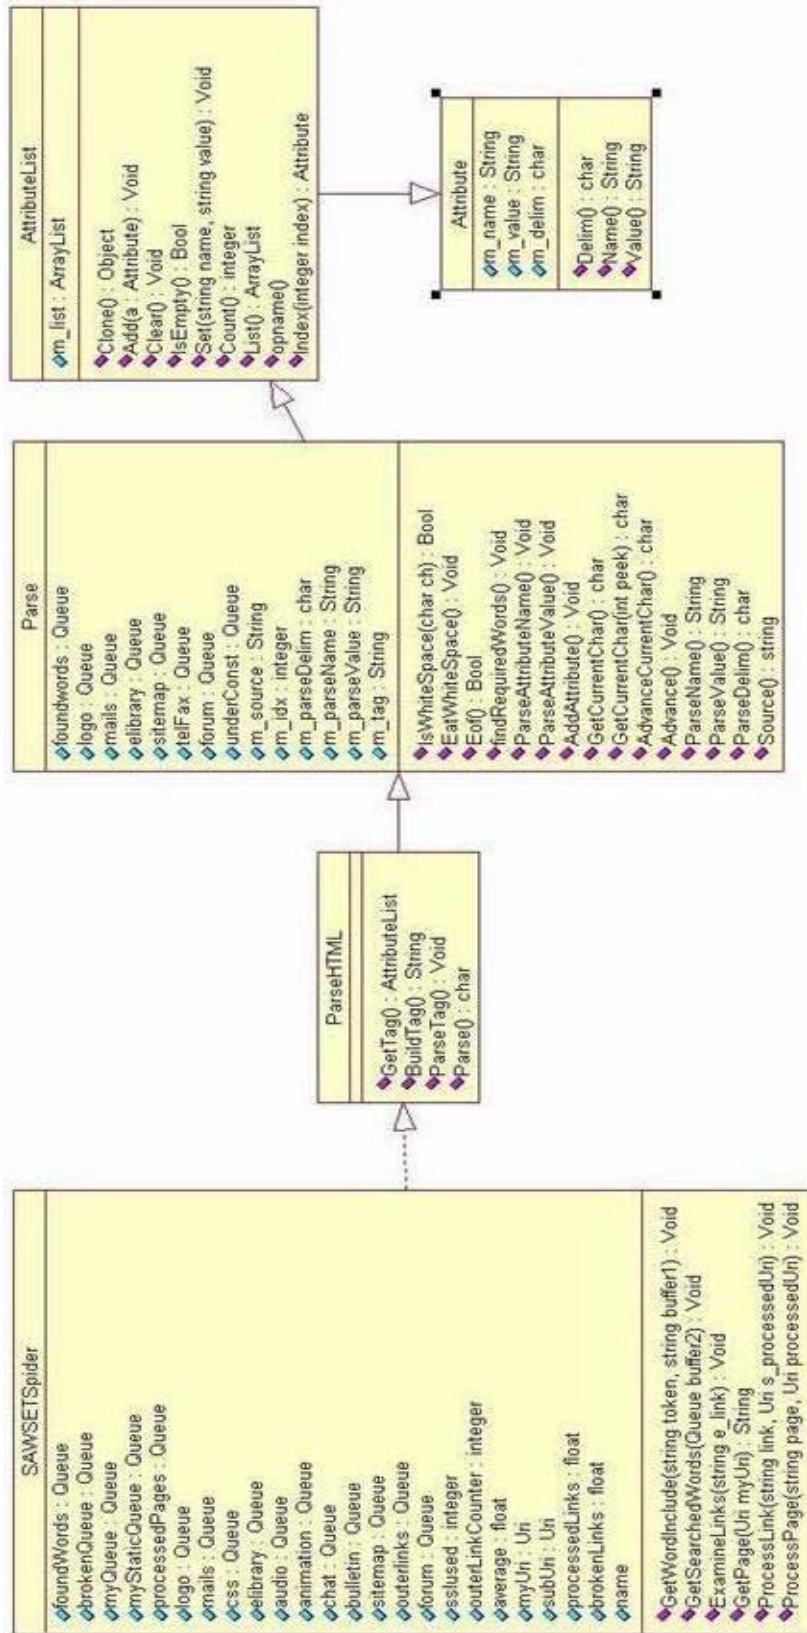 SAWSETSpider
foundWords : Queue
brokenQueue : Queue
myQueue : Queue
myStaticQueue : Queue
processedPages : Queue
logo : Queue
mails : Queue
css : Queue
elibrary : Queue
audio : Queue
animation : Queue
chat : Queue
bulletin : Queue
sitemap : Queue
outerlinks : Queue
forum : Queue
sslused : integer
outerLinkCounter : integer
average : float
myUri : Uri
subUri : Uri
processedLinks : float
brokenLinks : float
name
GetWordInclude(string token, string buffer1) : Void
GetSearchedWords(Queue buffer2) : Void
ExamineLinks(string e_link) : Void
GetPage(Uri myUri) : String
ProcessLink(string link, Uri s_processedUri) : Void
ProcessPage(string page, Uri processedUri) : Void
ParseHTML
GetTag() : AttributeList
BuildTag() : String
ParseTag() : Void
Parse() : char
Parse
foundwords : Queue
logo : Queue
mails : Queue
elibrary : Queue
sitemap : Queue
telFax : Queue
forum : Queue
underConst : Queue
m_source : String
m_idx : integer
m_parseDelim : char
m_parseName : String
m_parseValue : String
m_tag : String
IsWhiteSpace(char ch) : Bool
EatWhiteSpace() : Void
Eof() : Bool
findRequiredWords() : Void
ParseAttributeName() : Void
ParseAttributeValue() : Void
AddAttribute() : Void
GetCurrentChar() : char
GetCurrentChar(int peek) : char
AdvanceCurrentChar() : char
Advance() : Void
ParseName() : String
ParseValue() : String
ParseDelim() : char
Source() : string
AttributeList
m_list : ArrayList
Clone() : Object
Add(a : Attribute) : Void
Clear() : Void
IsEmpty() : Bool
Set(string name, string value) : Void
Count() : integer
List() : ArrayList
opname()
Index(integer index) : Attribute
Attribute
m_name : String
m_value : String
m_delim : char
Delim() : char
Name() : String
Value() : String